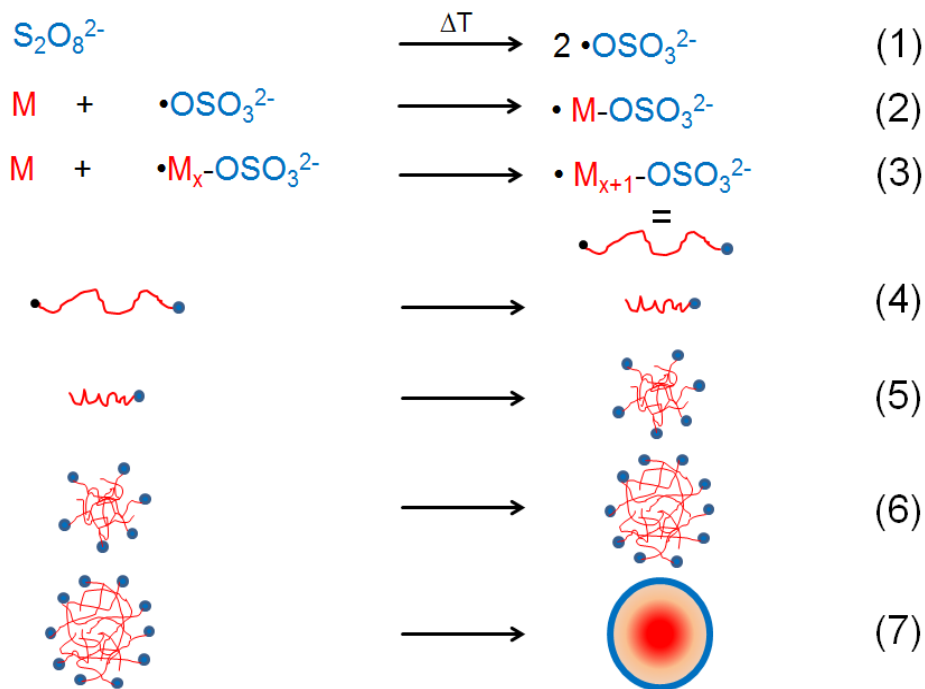 S₂O₈²⁻ ΔT 2 •OSO₃²⁻ (1)
M + •OSO₃²⁻ • M-OSO₃²⁻ (2)
M + •Mₓ-OSO₃²⁻ • Mₓ₊₁-OSO₃²⁻ (3)
=
(4)
(5)
(6)
(7)